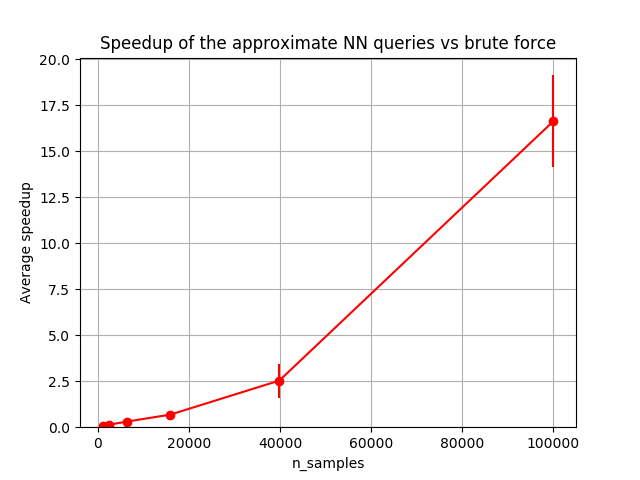 Speedup of the approximate NN queries vs brute force
20.0
17.5
15.0
12.5
10.0
7.5
5.0
2.5
0.0
Average speedup
0 20000 40000 60000 80000 100000
n_samples